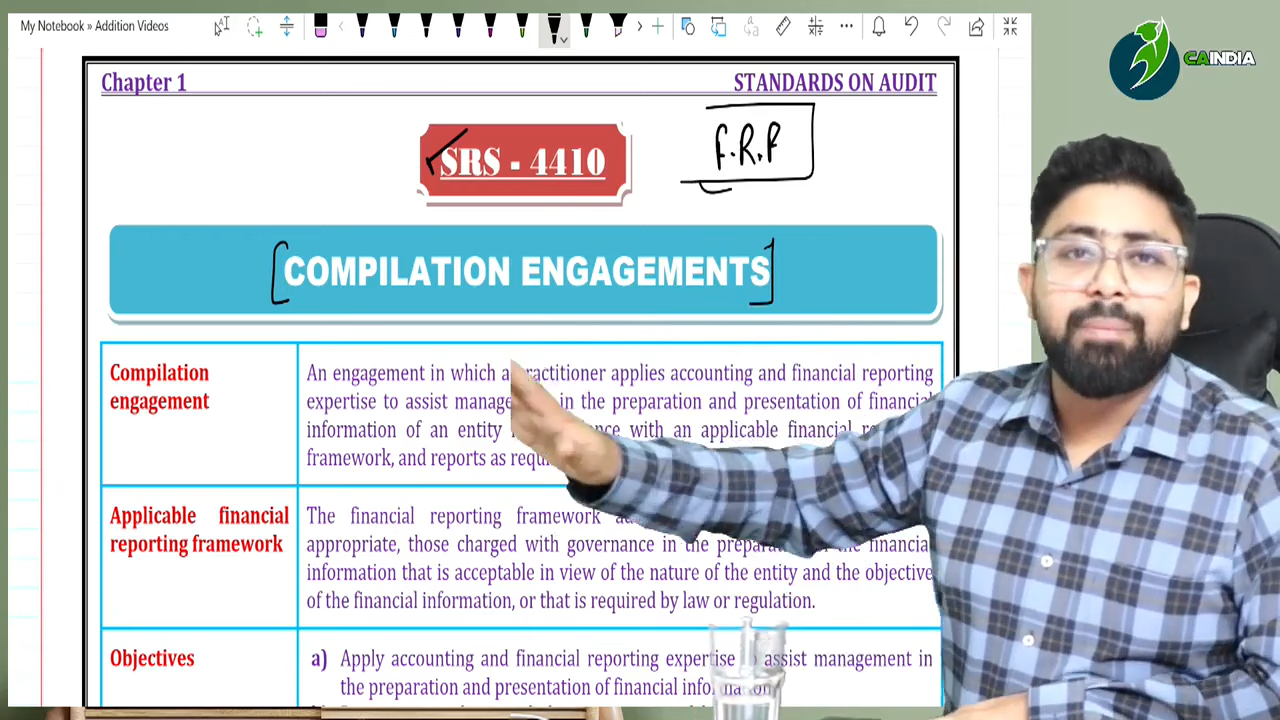 My Notebook » Addition Videos
CAINDIA
Chapter 1 STANDARDS ON AUDIT
SRS - 4410
F.R.F
COMPILATION ENGAGEMENTS
Compilation engagement
An engagement in which a practitioner applies accounting and financial reporting
expertise to assist management in the preparation and presentation of financial
information of an entity with an applicable financial
framework, and reports as
Applicable financial reporting framework
The financial reporting framework
appropriate, those charged with governance in the the financial
information that is acceptable in view of the nature of the entity and the objective
of the financial information, or that is required by law or regulation.
Objectives
a) Apply accounting and financial reporting expertise to assist management in
the preparation and presentation of financial information